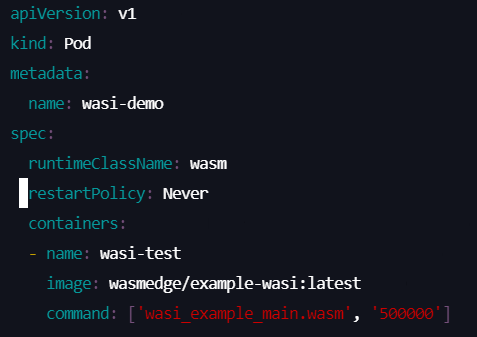 apiVersion: v1
kind: Pod
metadata:
  name: wasi-demo
spec:
  runtimeClassName: wasm
  restartPolicy: Never
  containers:
  - name: wasi-test
    image: wasmedge/example-wasi:latest
    command: ['wasi_example_main.wasm', '500000']